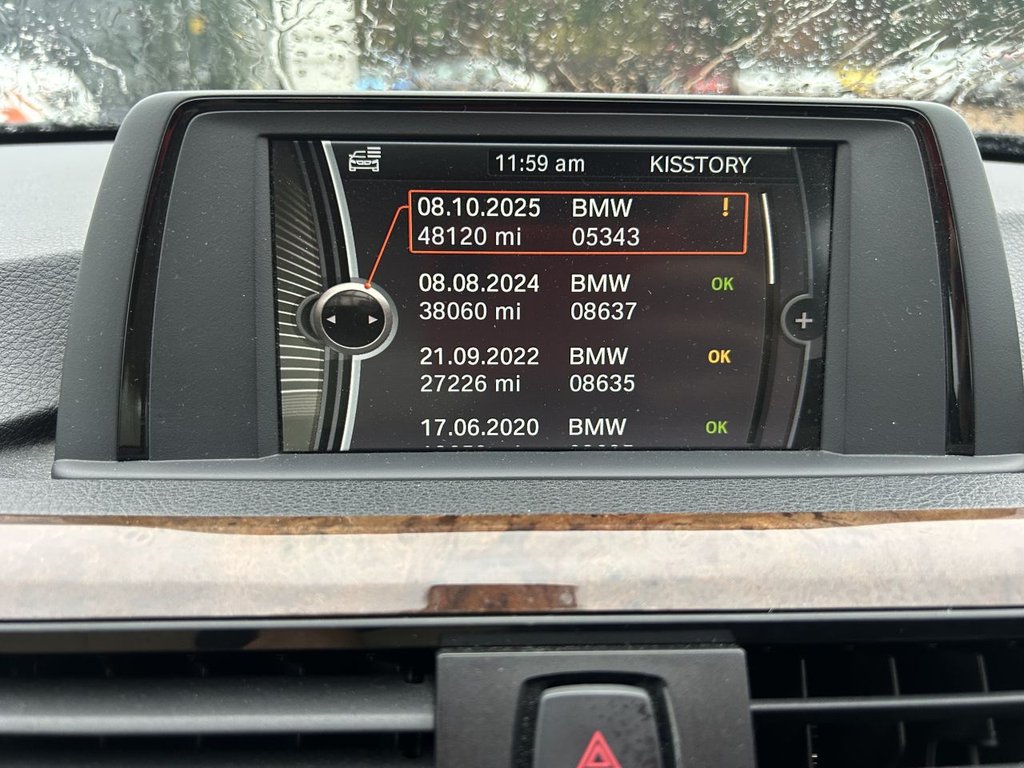 11:59 am KISSTORY
08.10.2025 BMW !
48120 mi 05343
08.08.2024 BMW OK
38060 mi 08637
21.09.2022 BMW OK
27226 mi 08635
17.06.2020 BMW OK